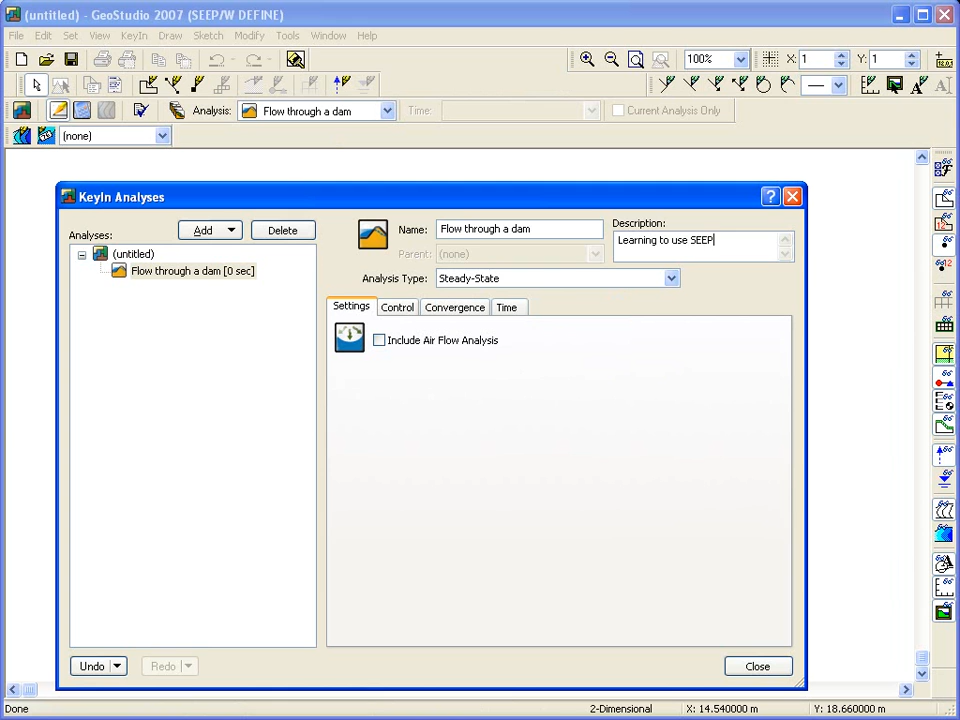 (untitled) - GeoStudio 2007 (SEEP/W DEFINE)
File Edit Set View KeyIn Draw Sketch Modify Tools Window Help
100% X: 1 Y: 1
Analysis: Flow through a dam Time: Current Analysis Only
(none)
KeyIn Analyses
Analyses: Add Delete
(untitled)
Flow through a dam [0 sec]
Name: Flow through a dam
Parent: (none)
Description:
Learning to use SEEP
Analysis Type: Steady-State
Settings Control Convergence Time
Include Air Flow Analysis
Undo Redo Close
Done 2-Dimensional X: 14.540000 m Y: 18.660000 m